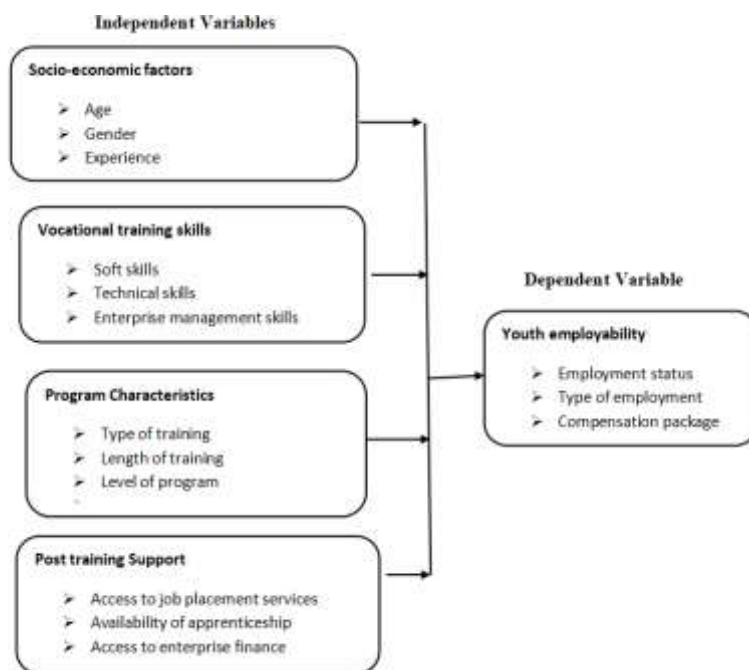 Independent Variables
Socio-economic factors
➢ Age
➢ Gender
➢ Experience
Vocational training skills
➢ Soft skills
➢ Technical skills
➢ Enterprise management skills
Program Characteristics
➢ Type of training
➢ Length of training
➢ Level of program
Post training Support
➢ Access to job placement services
➢ Availability of apprenticeship
➢ Access to enterprise finance
Dependent Variable
Youth employability
➢ Employment status
➢ Type of employment
➢ Compensation package